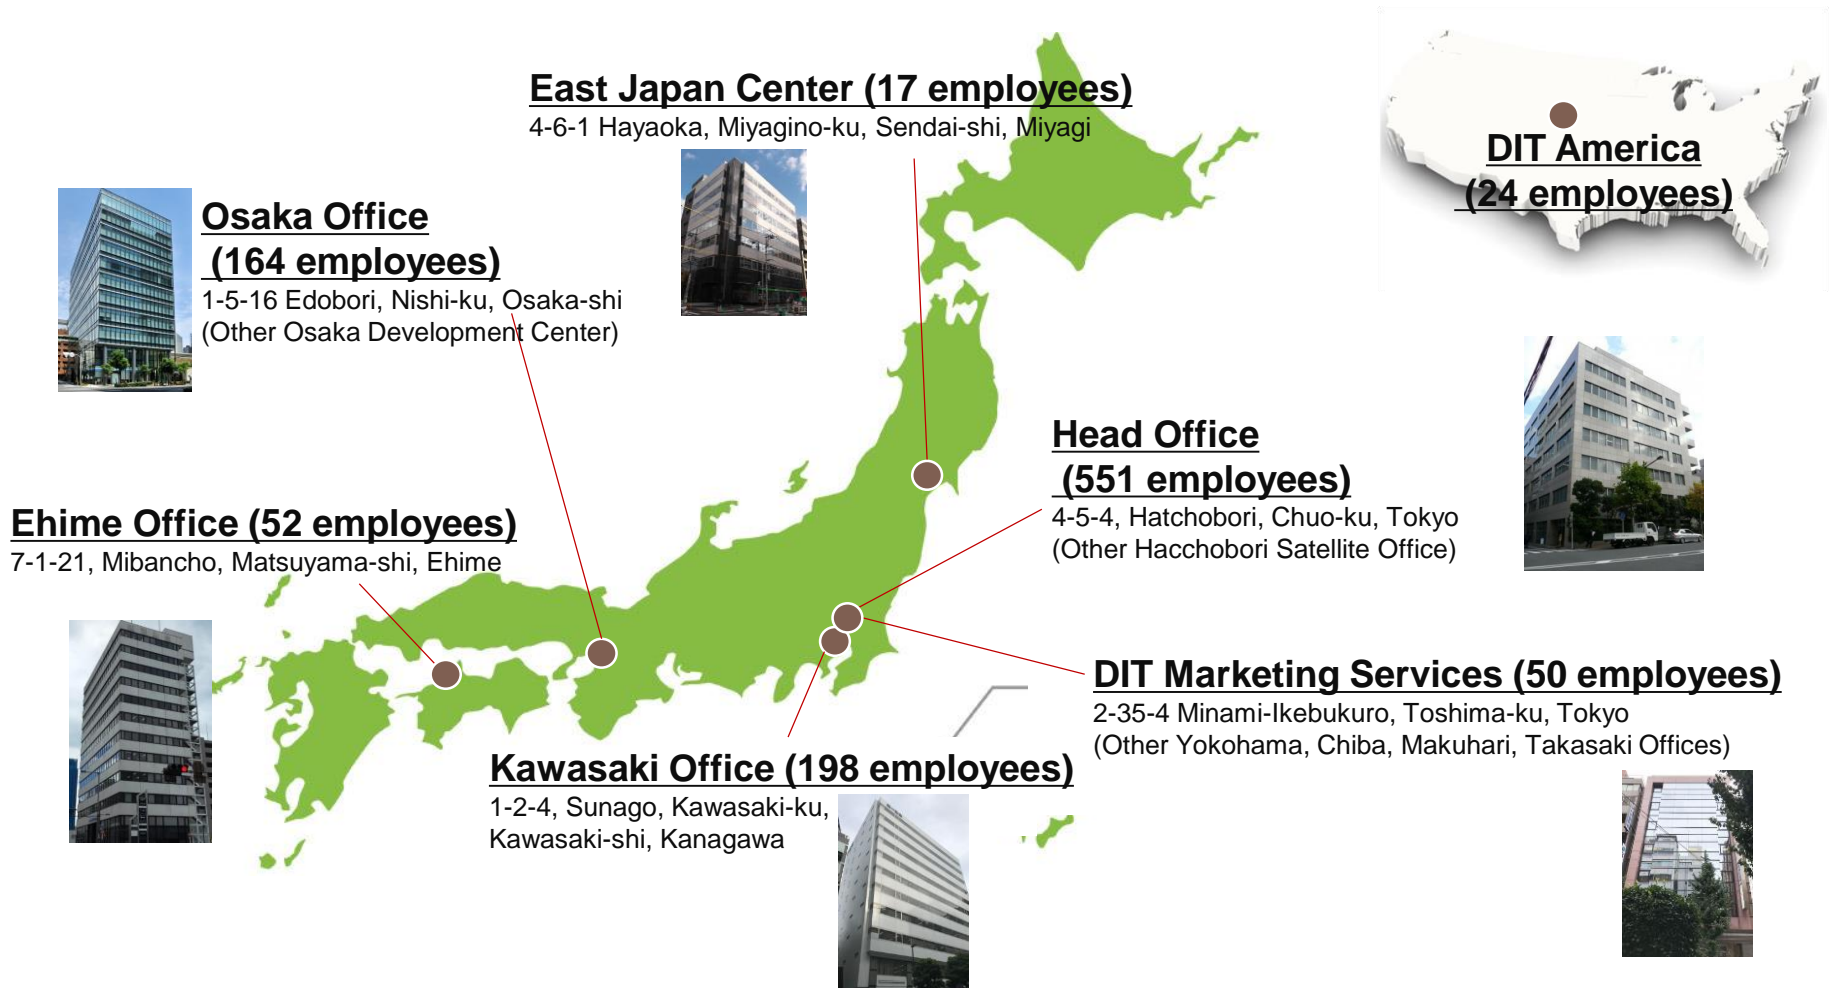 East Japan Center (17 employees)
4-6-1 Hayaoka, Miyagino-ku, Sendai-shi, Miyagi
DIT America
(24 employees)
Osaka Office
(164 employees)
1-5-16 Edobori, Nishi-ku, Osaka-shi
(Other Osaka Development Center)
Head Office
(551 employees)
4-5-4, Hatchobori, Chuo-ku, Tokyo
(Other Hacchobori Satellite Office)
Ehime Office (52 employees)
7-1-21, Mibancho, Matsuyama-shi, Ehime
DIT Marketing Services (50 employees)
2-35-4 Minami-Ikebukuro, Toshima-ku, Tokyo
(Other Yokohama, Chiba, Makuhari, Takasaki Offices)
Kawasaki Office (198 employees)
1-2-4, Sunago, Kawasaki-ku,
Kawasaki-shi, Kanagawa